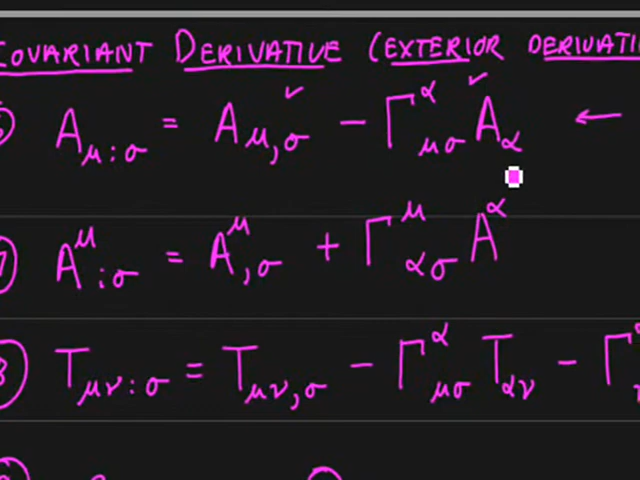 COVARIANT DERIVATIVE (EXTERIOR DERIVATI
A_{μ:σ} = A_{μ,σ} - Γ^α_{μσ} A_α ←
A^μ_{:σ} = A^μ_{,σ} + Γ^μ_{ασ} A^α
T_{μν:σ} = T_{μν,σ} - Γ^α_{μσ} T_{αν} - Γ